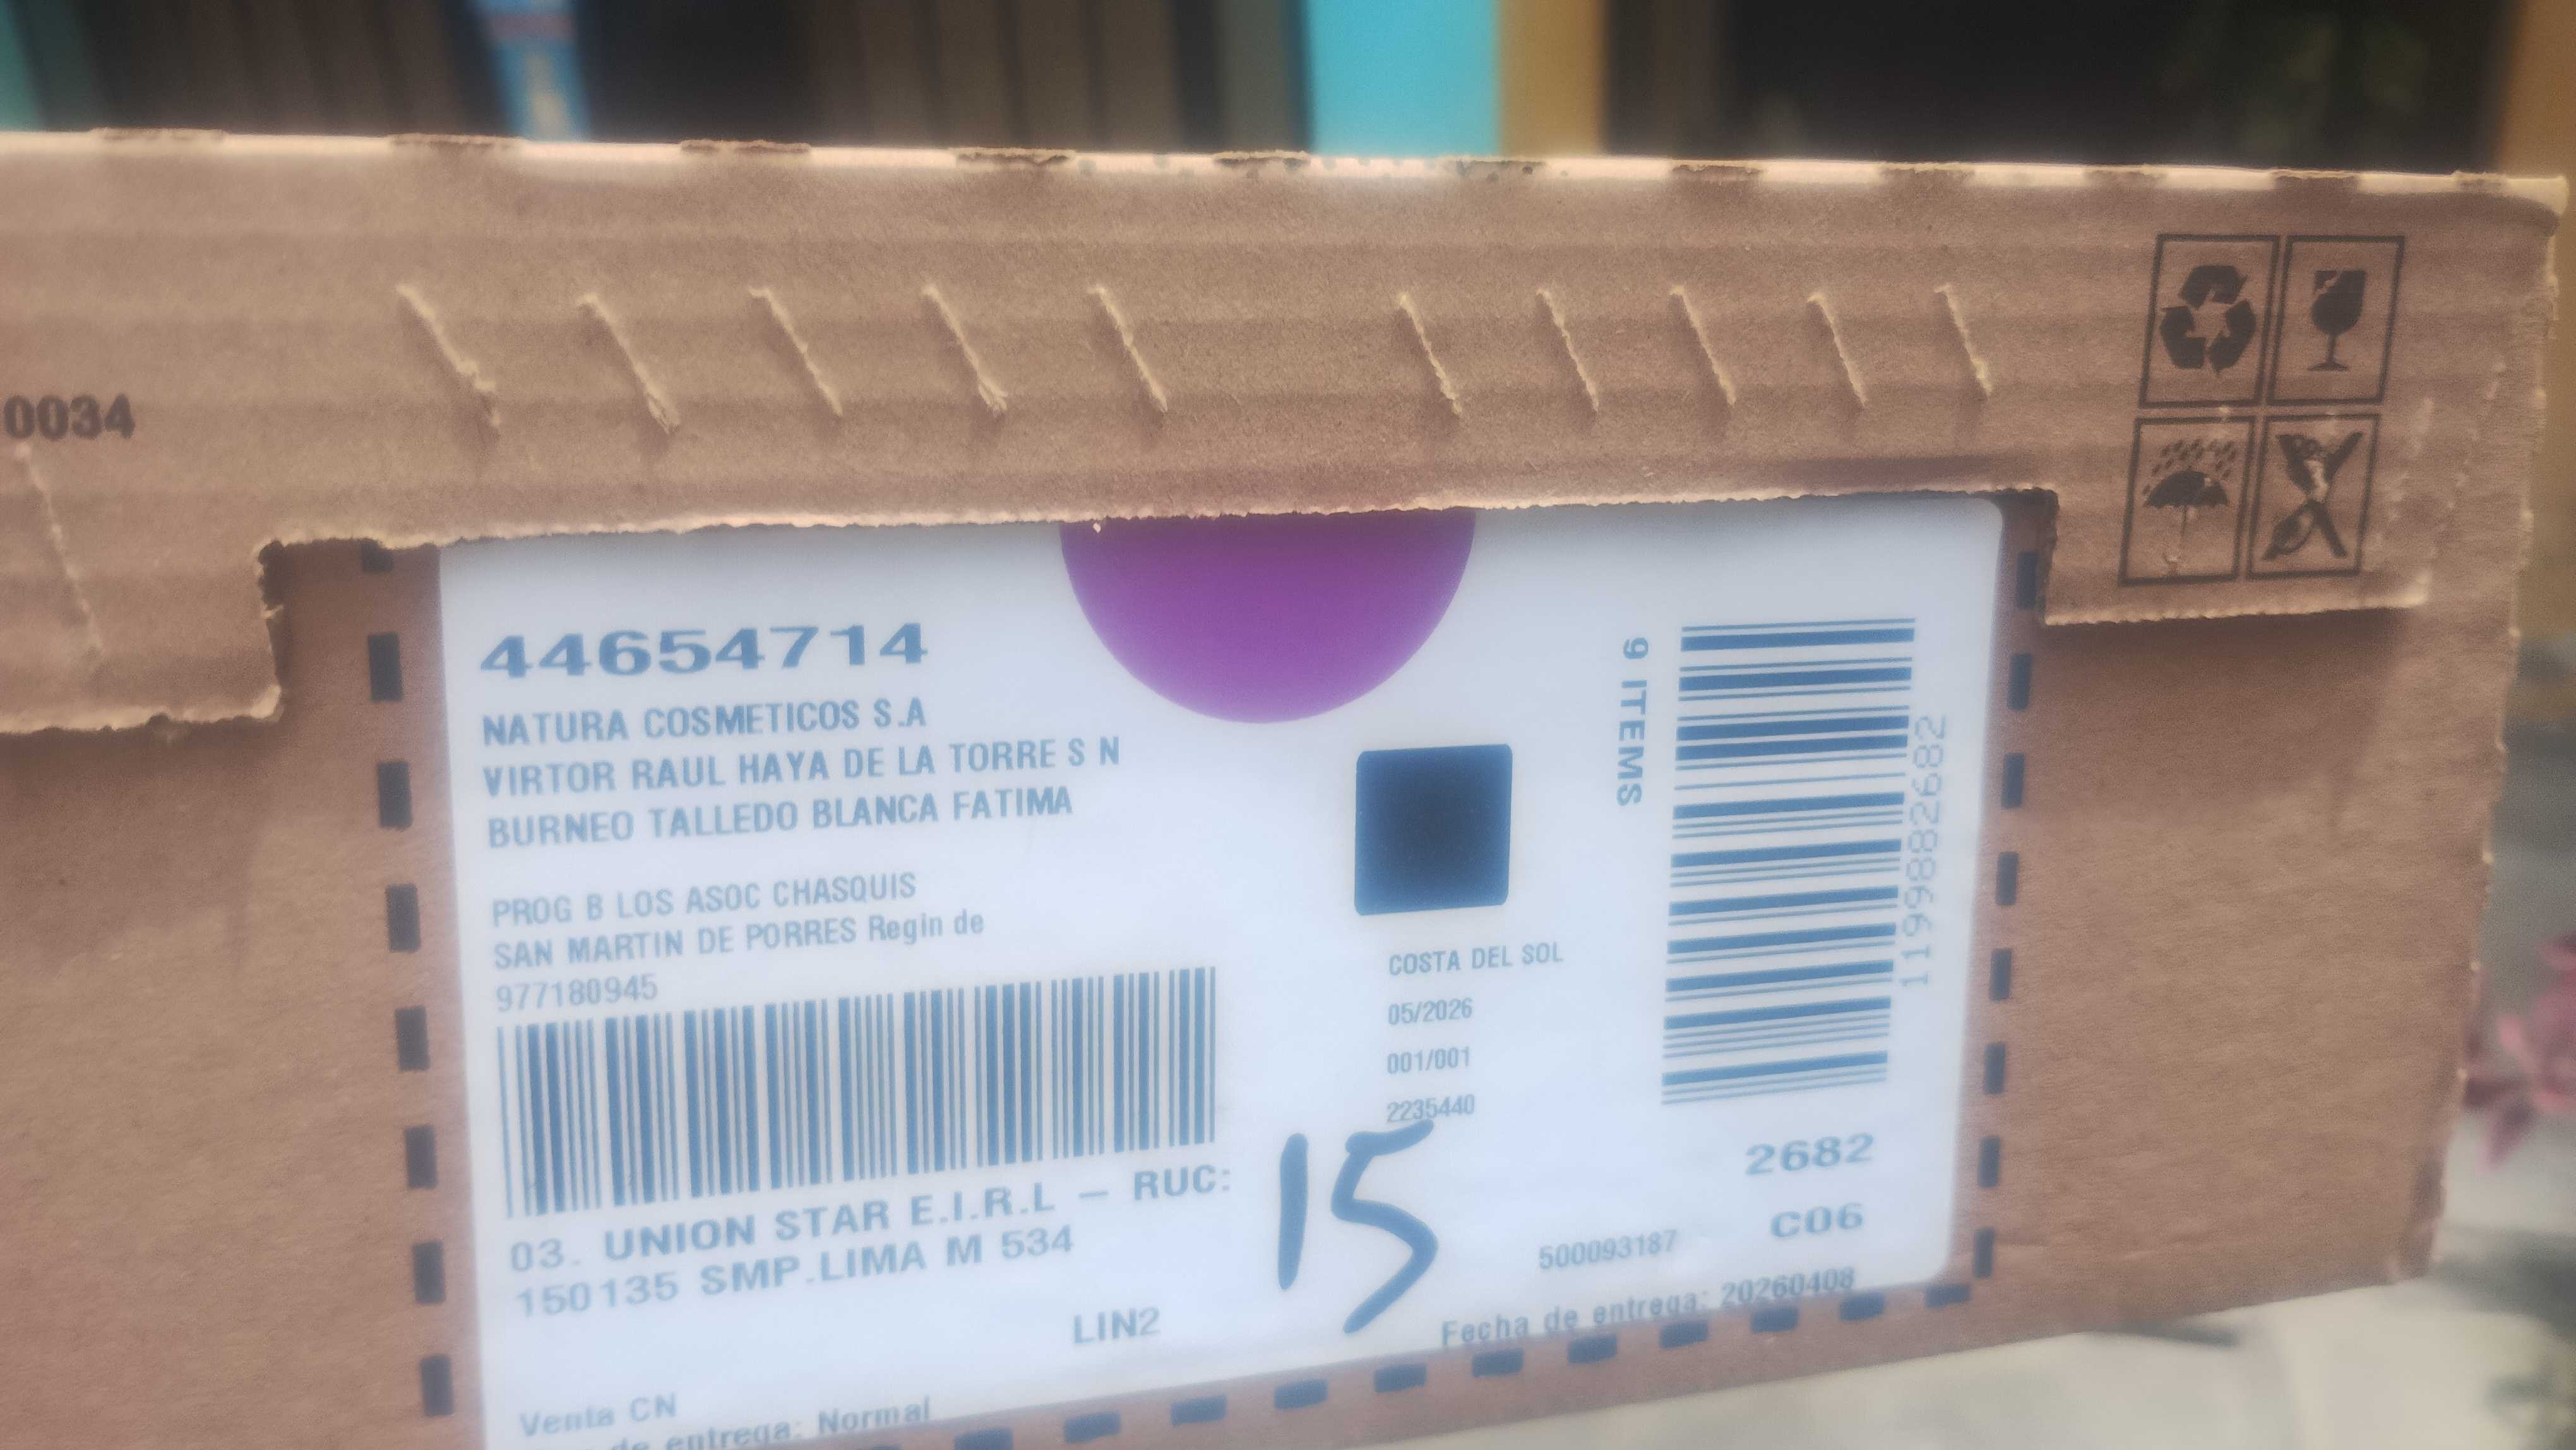 0034
44654714
NATURA COSMETICOS S.A
VIRTOR RAUL HAYA DE LA TORRE S N
BURNEO TALLEDO BLANCA FATIMA
PROG B LOS ASOC CHASQUIS
SAN MARTIN DE PORRES Regin de
977180945
03. UNION STAR E.I.R.L – RUC:
150135 SMP.LIMA M 534
LIN2
Venta CN
de entrega: Normal
9 ITEMS
119988 2682
COSTA DEL SOL
05/2026
001/001
2235440
15
2682
C06
500093187
Fecha de entrega: 20260408